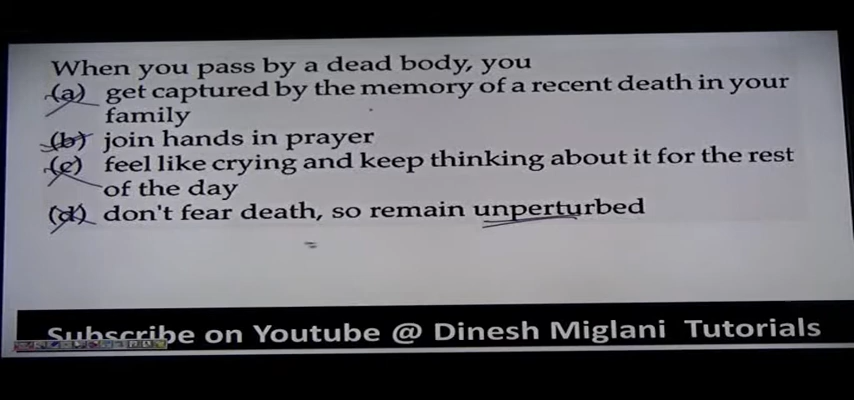 When you pass by a dead body, you
(a) get captured by the memory of a recent death in your
family
(b) join hands in prayer
(c) feel like crying and keep thinking about it for the rest
of the day
(d) don't fear death, so remain unperturbed
Subscribe on Youtube @ Dinesh Miglani Tutorials